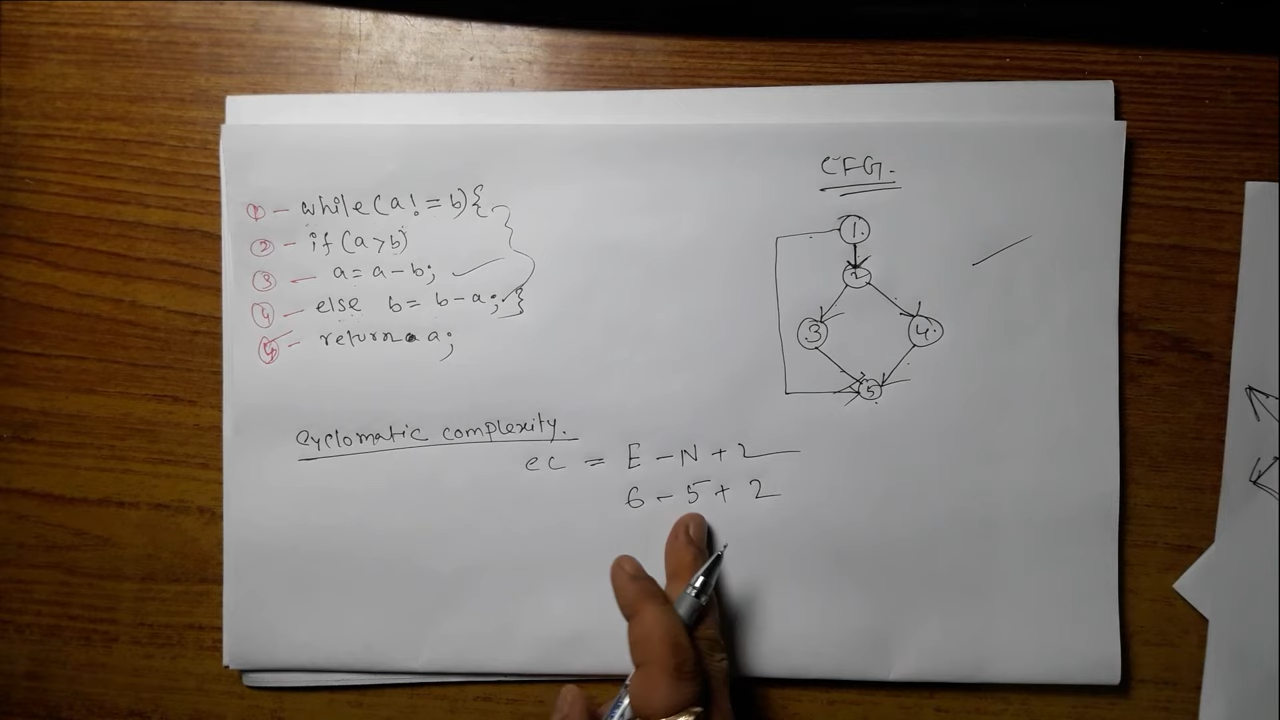 ① - while(a! = b){
② - if(a>b)
③ - a = a - b;
④ - else b = b - a; }
⑤ - return a;
CFG.
1.
2
3
4.
5
Cyclomatic complexity.
cc = E - N + 2
6 - 5 + 2